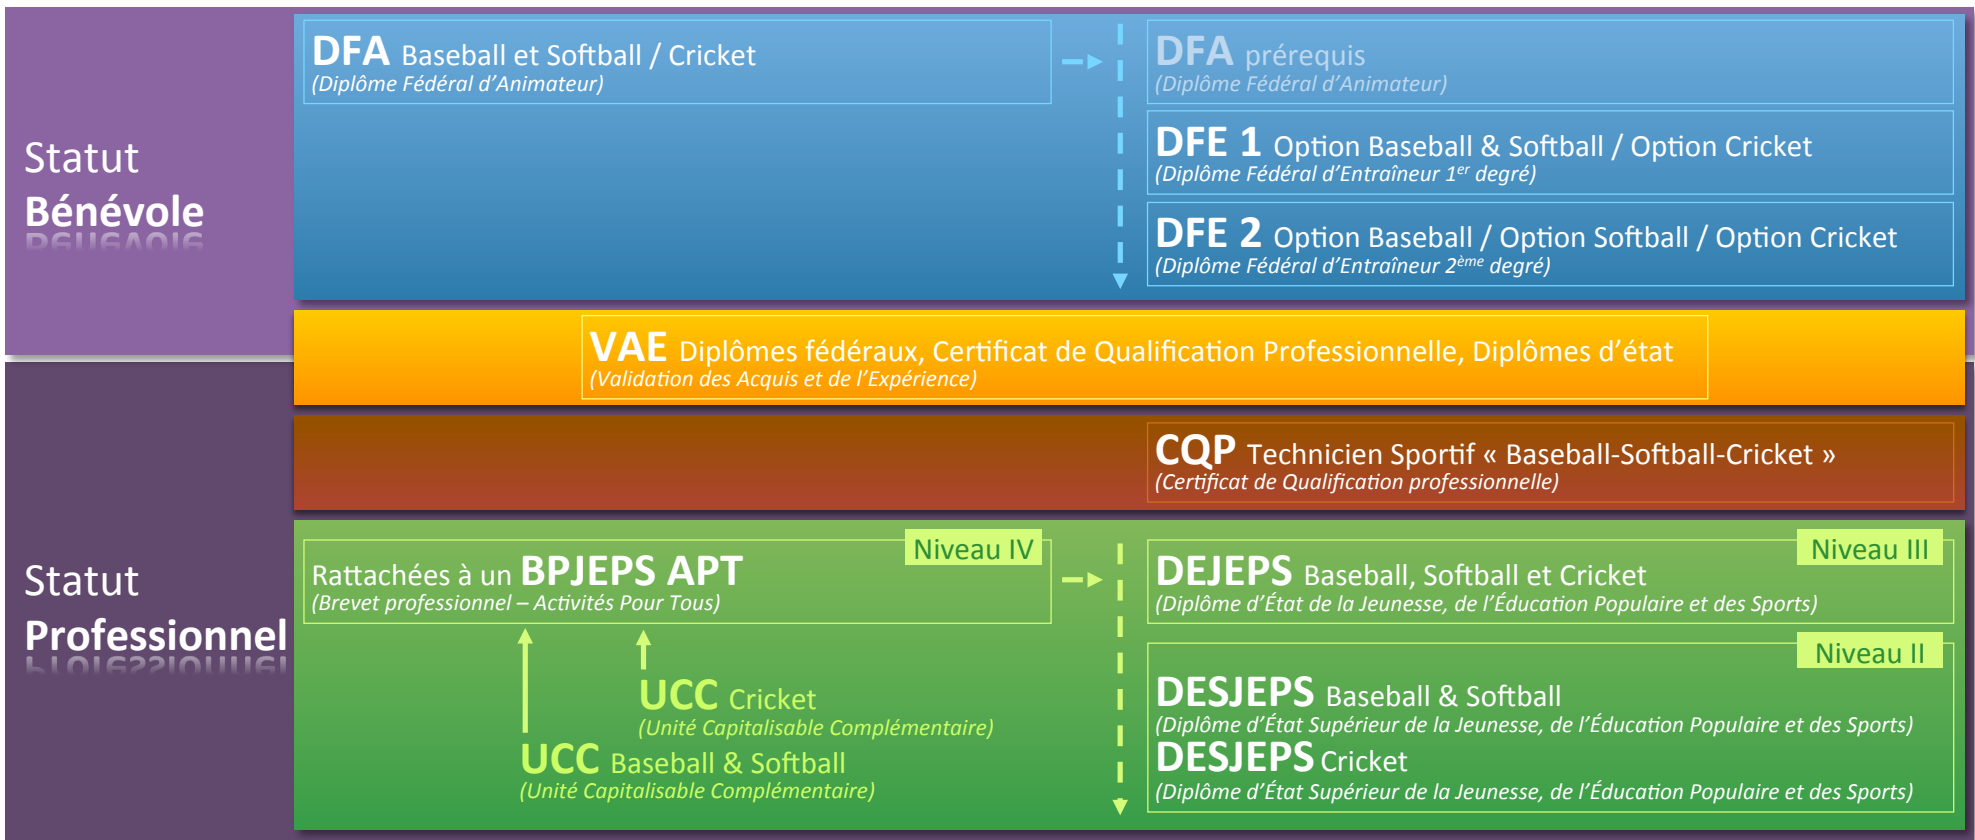 Statut
Bénévole
DFA Baseball et Softball / Cricket
(Diplôme Fédéral d'Animateur)
DFA prérequis
(Diplôme Fédéral d'Animateur)
DFE 1 Option Baseball & Softball / Option Cricket
(Diplôme Fédéral d'Entraîneur 1er degré)
DFE 2 Option Baseball / Option Softball / Option Cricket
(Diplôme Fédéral d'Entraîneur 2ème degré)
VAE Diplômes fédéraux, Certificat de Qualification Professionnelle, Diplômes d'état
(Validation des Acquis et de l'Expérience)
CQP Technicien Sportif « Baseball-Softball-Cricket »
(Certificat de Qualification professionnelle)
Statut
Professionnel
Niveau IV
Rattachées à un BPJEPS APT
(Brevet professionnel – Activités Pour Tous)
UCC Cricket
(Unité Capitalisable Complémentaire)
UCC Baseball & Softball
(Unité Capitalisable Complémentaire)
Niveau III
DEJEPS Baseball, Softball et Cricket
(Diplôme d'État de la Jeunesse, de l'Éducation Populaire et des Sports)
Niveau II
DESJEPS Baseball & Softball
(Diplôme d'État Supérieur de la Jeunesse, de l'Éducation Populaire et des Sports)
DESJEPS Cricket
(Diplôme d'État Supérieur de la Jeunesse, de l'Éducation Populaire et des Sports)